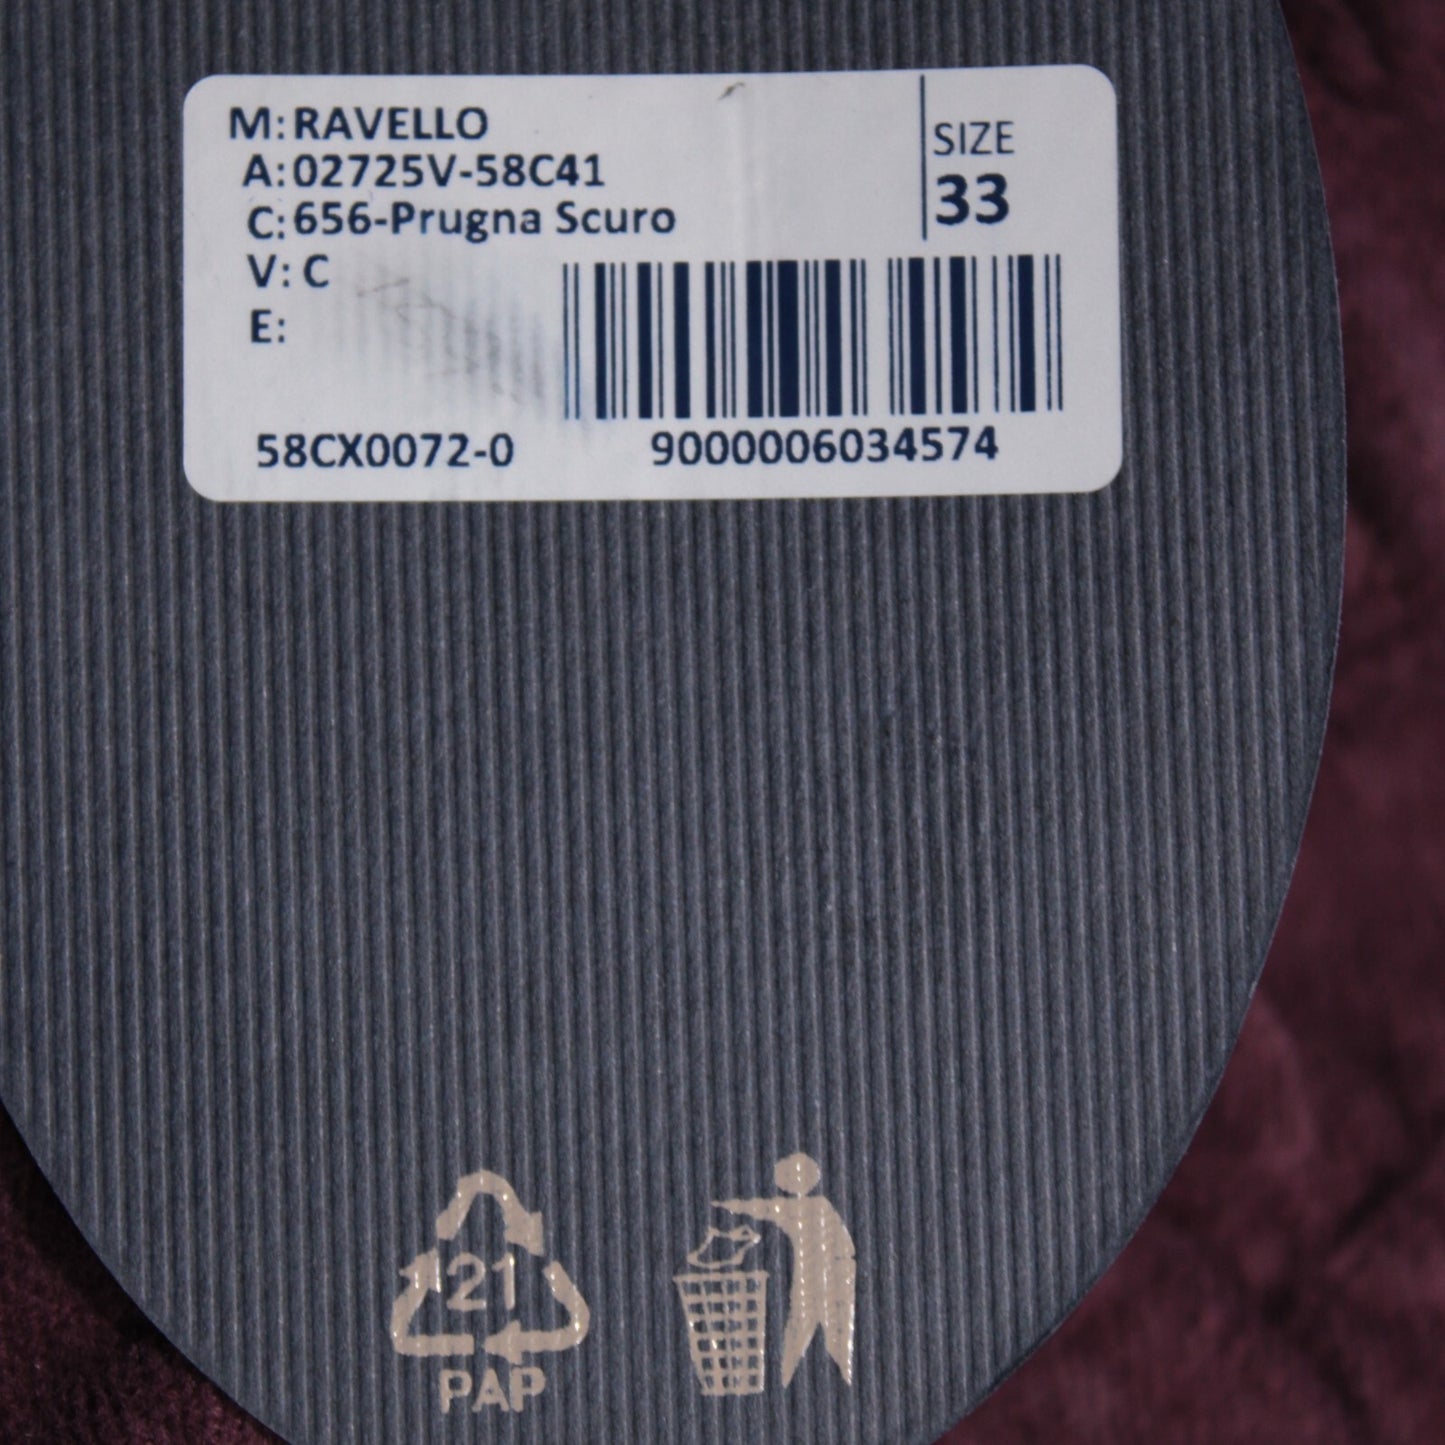 M: RAVELLO
A: 02725V-58C41
C: 656-Prugna Scuro
V: C
E:
SIZE
33
58CX0072-0
9000006034574
21
PAP